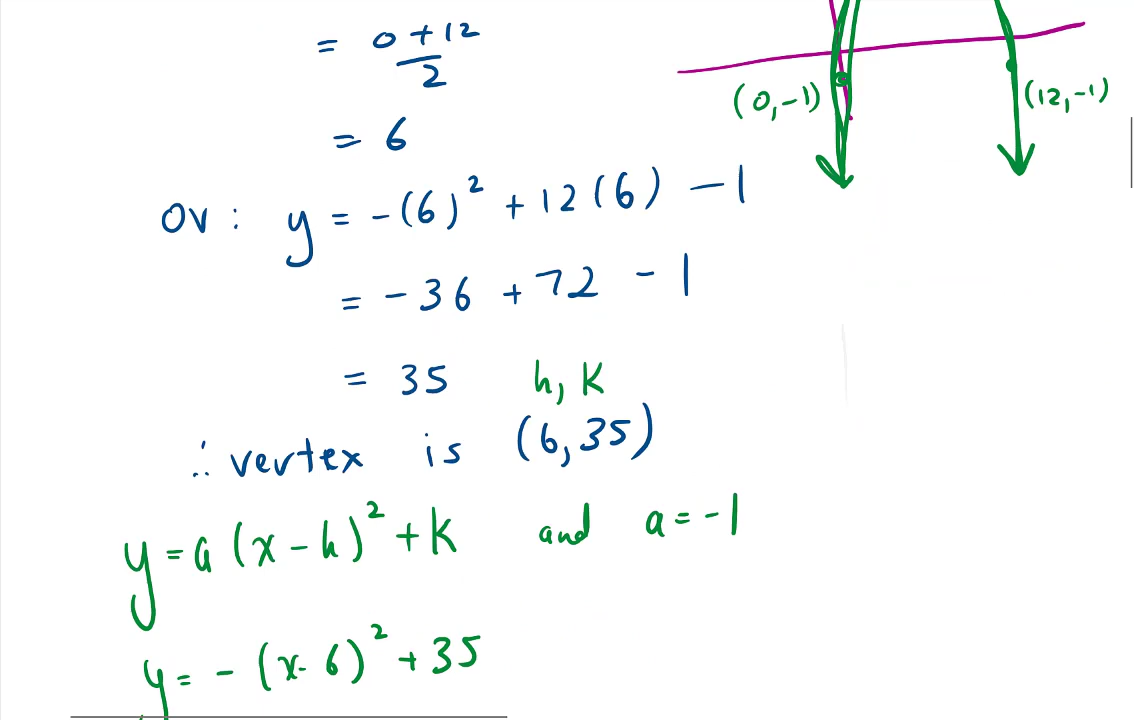 = 0 + 12 / 2
(0, -1)
(12, -1)
= 6
OV : y = -(6)² + 12(6) - 1
= -36 + 72 - 1
= 35 h, K
∴ vertex is (6, 35)
y = a(x - h)² + K and a = -1
y = -(x - 6)² + 35